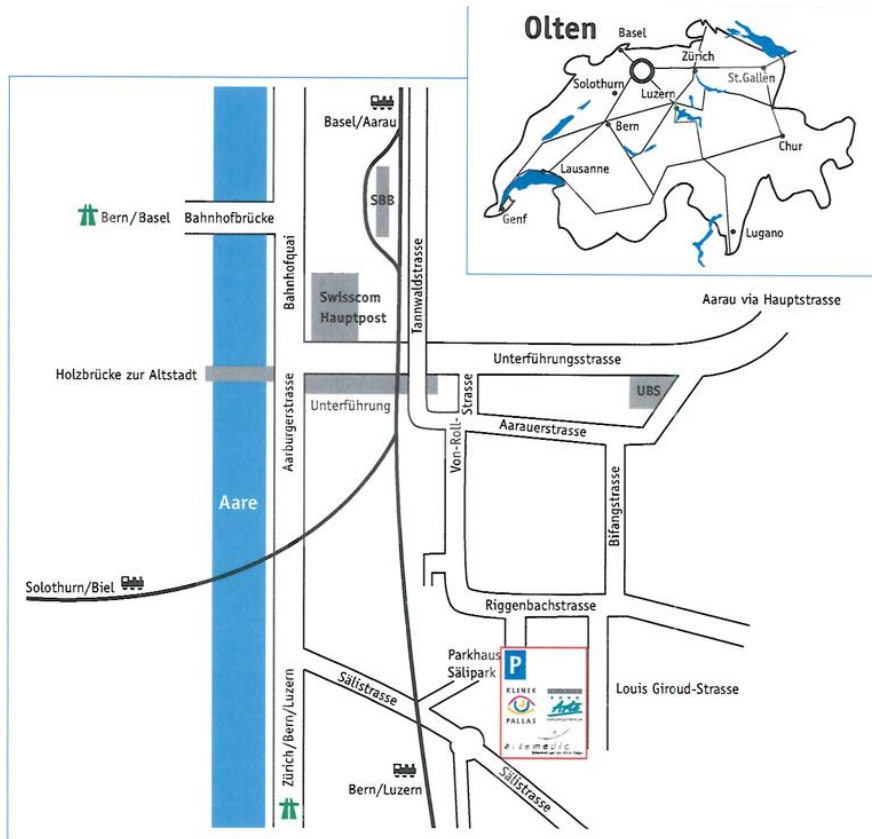 Olten
Basel
Zürich
St.Gallen
Solothurn
Luzern
Bern
Chur
Lausanne
Genf
Lugano
Basel/Aarau
SBB
Bern/Basel
Bahnhofbrücke
Bahnhofquai
Tannwaldstrasse
Swisscom
Hauptpost
Aarau via Hauptstrasse
Unterführungsstrasse
Holzbrücke zur Altstadt
Unterführung
Aarburgerstrasse
Von-Roll-
Strasse
UBS
Aarauerstrasse
Bifangstrasse
Aare
Solothurn/Biel
Riggenbachstrasse
Parkhaus
Sälipark
P
KLINIK
PALLAS
Arte
Louis Giroud-Strasse
Sälistrasse
Zürich/Bern/Luzern
Bern/Luzern
Sälistrasse